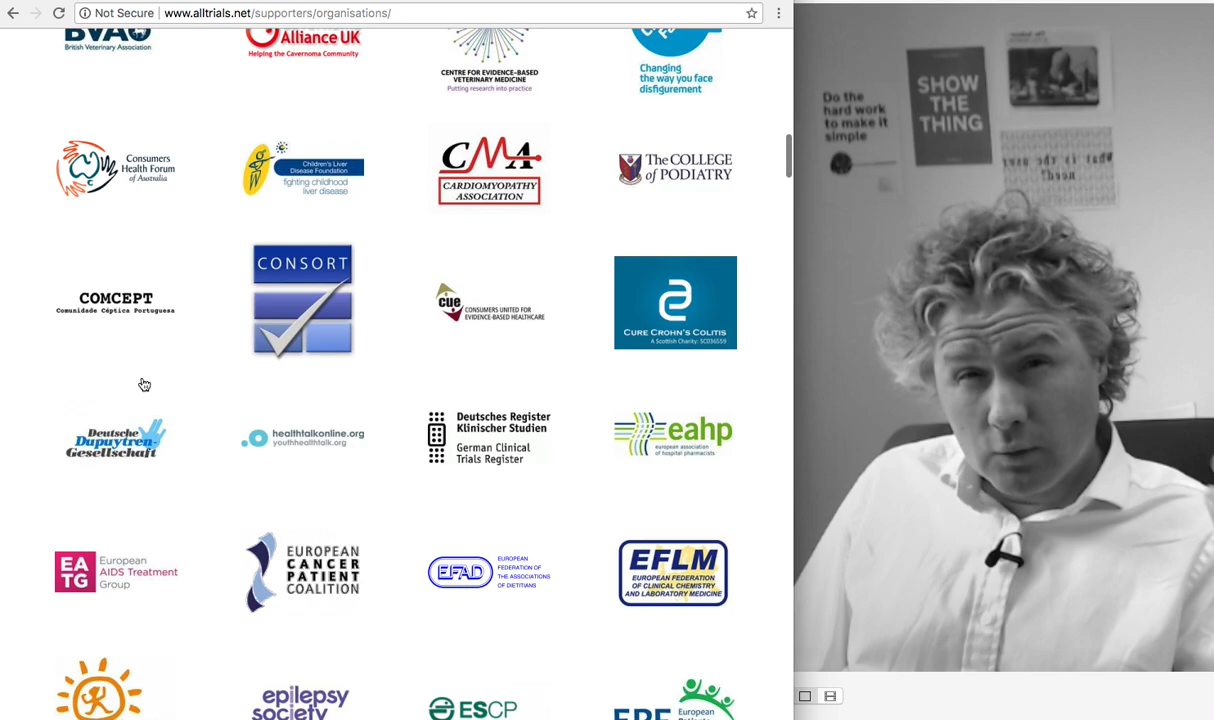 Not Secure
www.alltrials.net/supporters/organisations/
BVA
British Veterinary Association
Alliance UK
Helping the Cavernoma Community
CENTRE FOR EVIDENCE-BASED
VETERINARY MEDICINE
Putting research into practice
Changing
the way you face
disfigurement
Consumers
Health Forum
of Australia
Children's Liver
Disease Foundation
fighting childhood
liver disease
CMA
CARDIOMYOPATHY
ASSOCIATION
THE COLLEGE
of PODIATRY
COMCEPT
Comunidade Céptica Portuguesa
CONSORT
cue
CONSUMERS UNITED FOR
EVIDENCE-BASED HEALTHCARE
CURE CROHN'S COLITIS
A Scottish Charity: SC036559
Deutsche
Dupuytren-
Gesellschaft
healthtalkonline.org
youthhealthtalk.org
Deutsches Register
Klinischer Studien
German Clinical
Trials Register
eahp
european association
of hospital pharmacists
EA
TG
European
AIDS Treatment
Group
EUROPEAN
CANCER
PATIENT
COALITION
EFAD
EUROPEAN
FEDERATION OF
THE ASSOCIATIONS
OF DIETITIANS
EFLM
EUROPEAN FEDERATION
OF CLINICAL CHEMISTRY
AND LABORATORY MEDICINE
epilepsy
society
ESCP
EPF
European
Do the
hard work
to make it
simple
SHOW
THE
THING